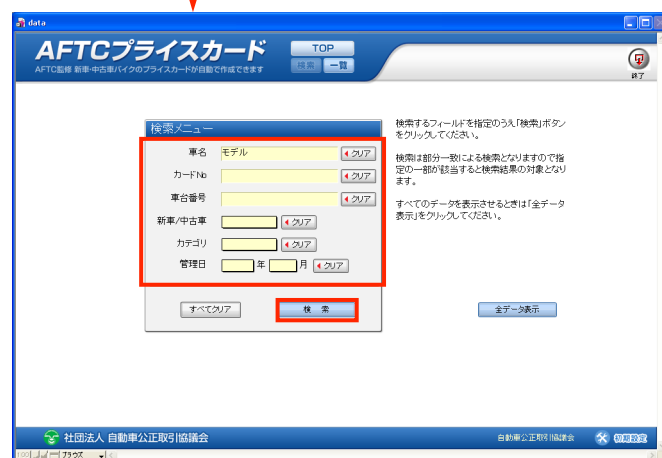 data
AFTCプライスカード
AFTC監修 新車・中古車バイクのプライスカードが自動で作成できます
TOP
検索 一覧
終了
検索メニュー
車名 モデル クリア
カードNo クリア
車台番号 クリア
新車/中古車 クリア
カテゴリ クリア
管理日 年 月 クリア
すべてクリア 検 索
検索するフィールドを指定のうえ「検索」ボタン
をクリックしてください。
検索は部分一致による検索となりますので指
定の一部が該当すると検索結果の対象となり
ます。
すべてのデータを表示させるときは「全データ
表示」をクリックしてください。
全データ表示
社団法人 自動車公正取引協議会
自動車公正取引協議会 初期設定
100 ブラウズ